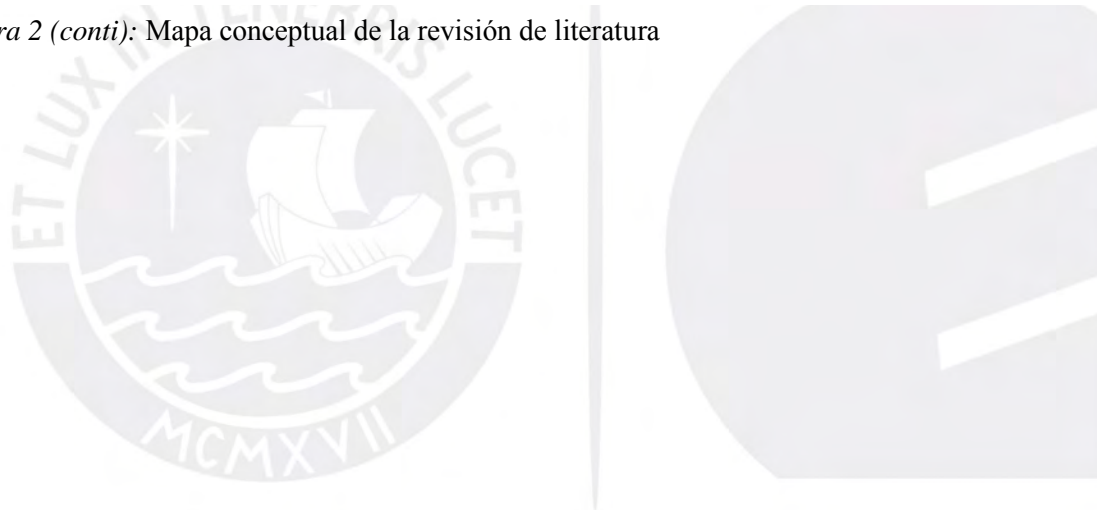 ra 2 (conti): Mapa conceptual de la revisión de literatura
ET LUX IN TENEBRIS LUCET
MCMXVII